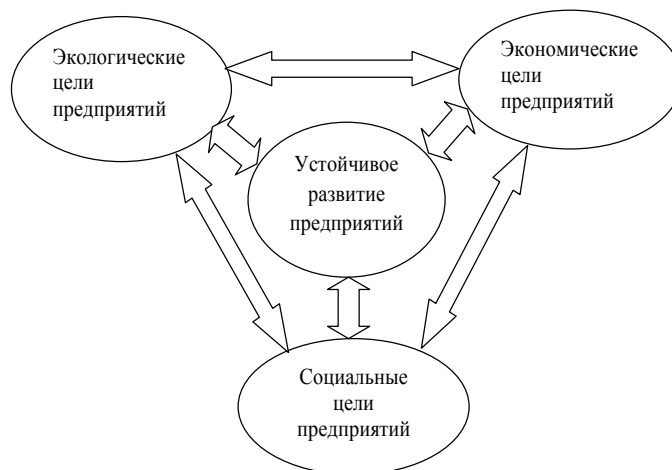 Экологические
цели
предприятий
Экономические
цели
предприятий
Устойчивое
развитие
предприятий
Социальные
цели
предприятий